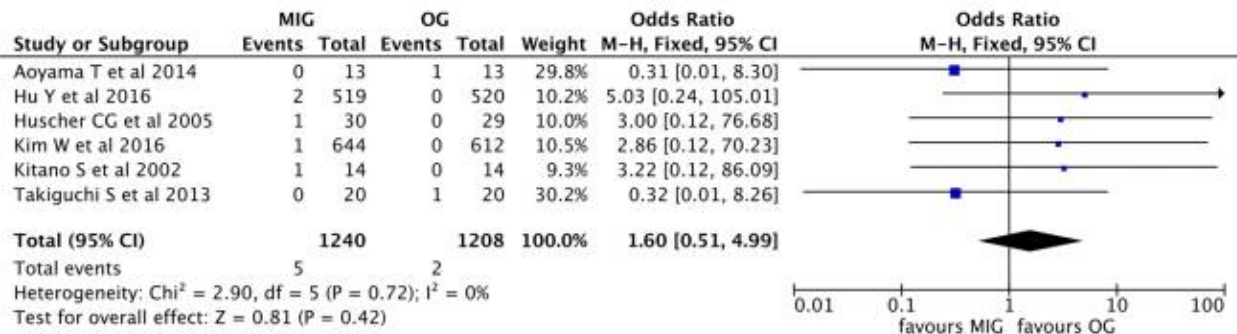 MIG OG Odds Ratio Odds Ratio
Study or Subgroup Events Total Events Total Weight M-H, Fixed, 95% CI M-H, Fixed, 95% CI
Aoyama T et al 2014 0 13 1 13 29.8% 0.31 [0.01, 8.30]
Hu Y et al 2016 2 519 0 520 10.2% 5.03 [0.24, 105.01]
Huscher CG et al 2005 1 30 0 29 10.0% 3.00 [0.12, 76.68]
Kim W et al 2016 1 644 0 612 10.5% 2.86 [0.12, 70.23]
Kitano S et al 2002 1 14 0 14 9.3% 3.22 [0.12, 86.09]
Takiguchi S et al 2013 0 20 1 20 30.2% 0.32 [0.01, 8.26]
Total (95% CI) 1240 1208 100.0% 1.60 [0.51, 4.99]
Total events 5 2
Heterogeneity: Chi² = 2.90, df = 5 (P = 0.72); I² = 0%
Test for overall effect: Z = 0.81 (P = 0.42)
0.01 0.1 1 10 100
favours MIG favours OG